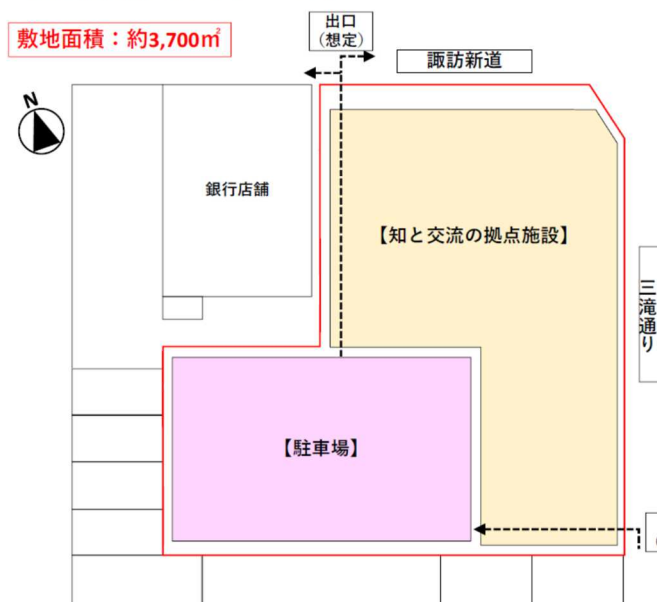 敷地面積：約3,700㎡
出口
（想定）
諏訪新道
N
銀行店舗
【知と交流の拠点施設】
三滝通り
【駐車場】